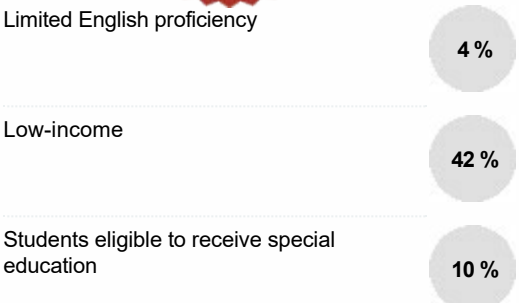 Limited English proficiency
4 %
Low-income
42 %
Students eligible to receive special
education
10 %